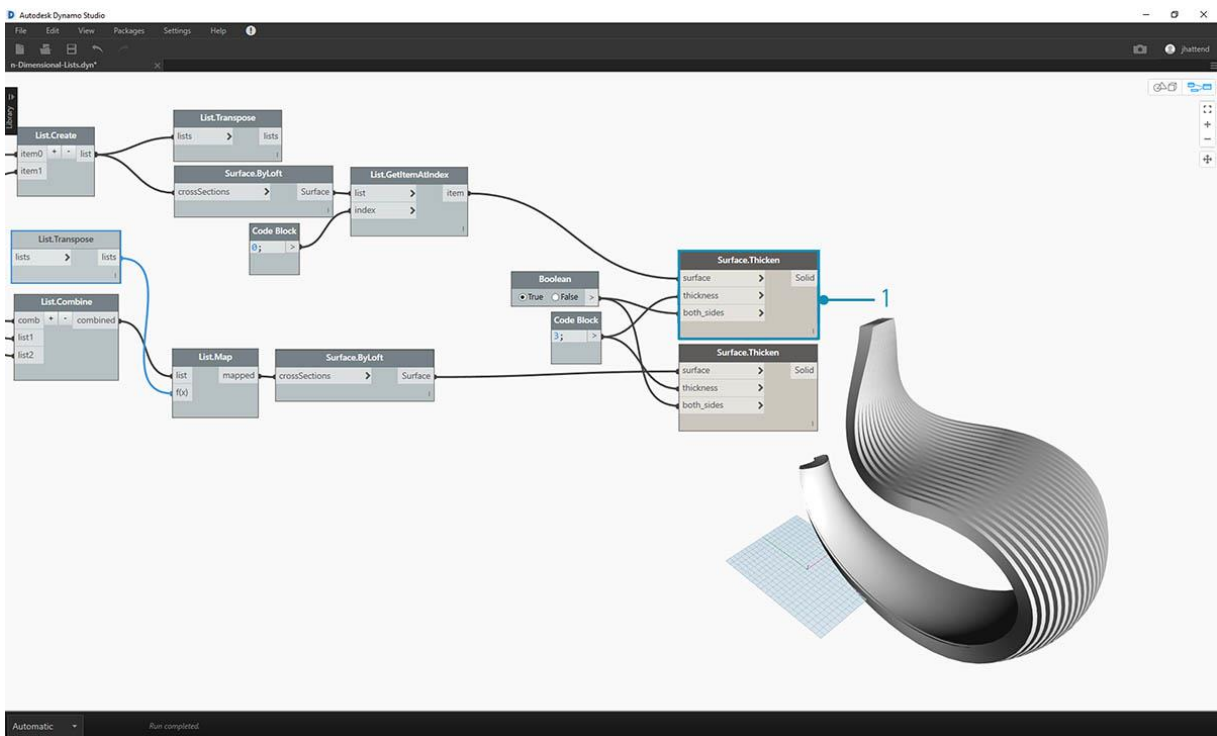 Autodesk Dynamo Studio
File Edit View Packages Settings Help
jhattend
n-Dimensional-Lists.dyn*
Library
List.Create
item0 + - list
item1
List.Transpose
lists > lists
Surface.ByLoft
crossSections > Surface
List.GetItemAtIndex
list > item
index >
Code Block
0; >
List.Transpose
lists > lists
List.Combine
comb + - combined
list1
list2
List.Map
list mapped
f(x)
Surface.ByLoft
crossSections > Surface
Boolean
True False >
Code Block
3; >
Surface.Thicken
surface > Solid
thickness >
both_sides >
1
Surface.Thicken
surface > Solid
thickness >
both_sides >
Automatic
Run completed.